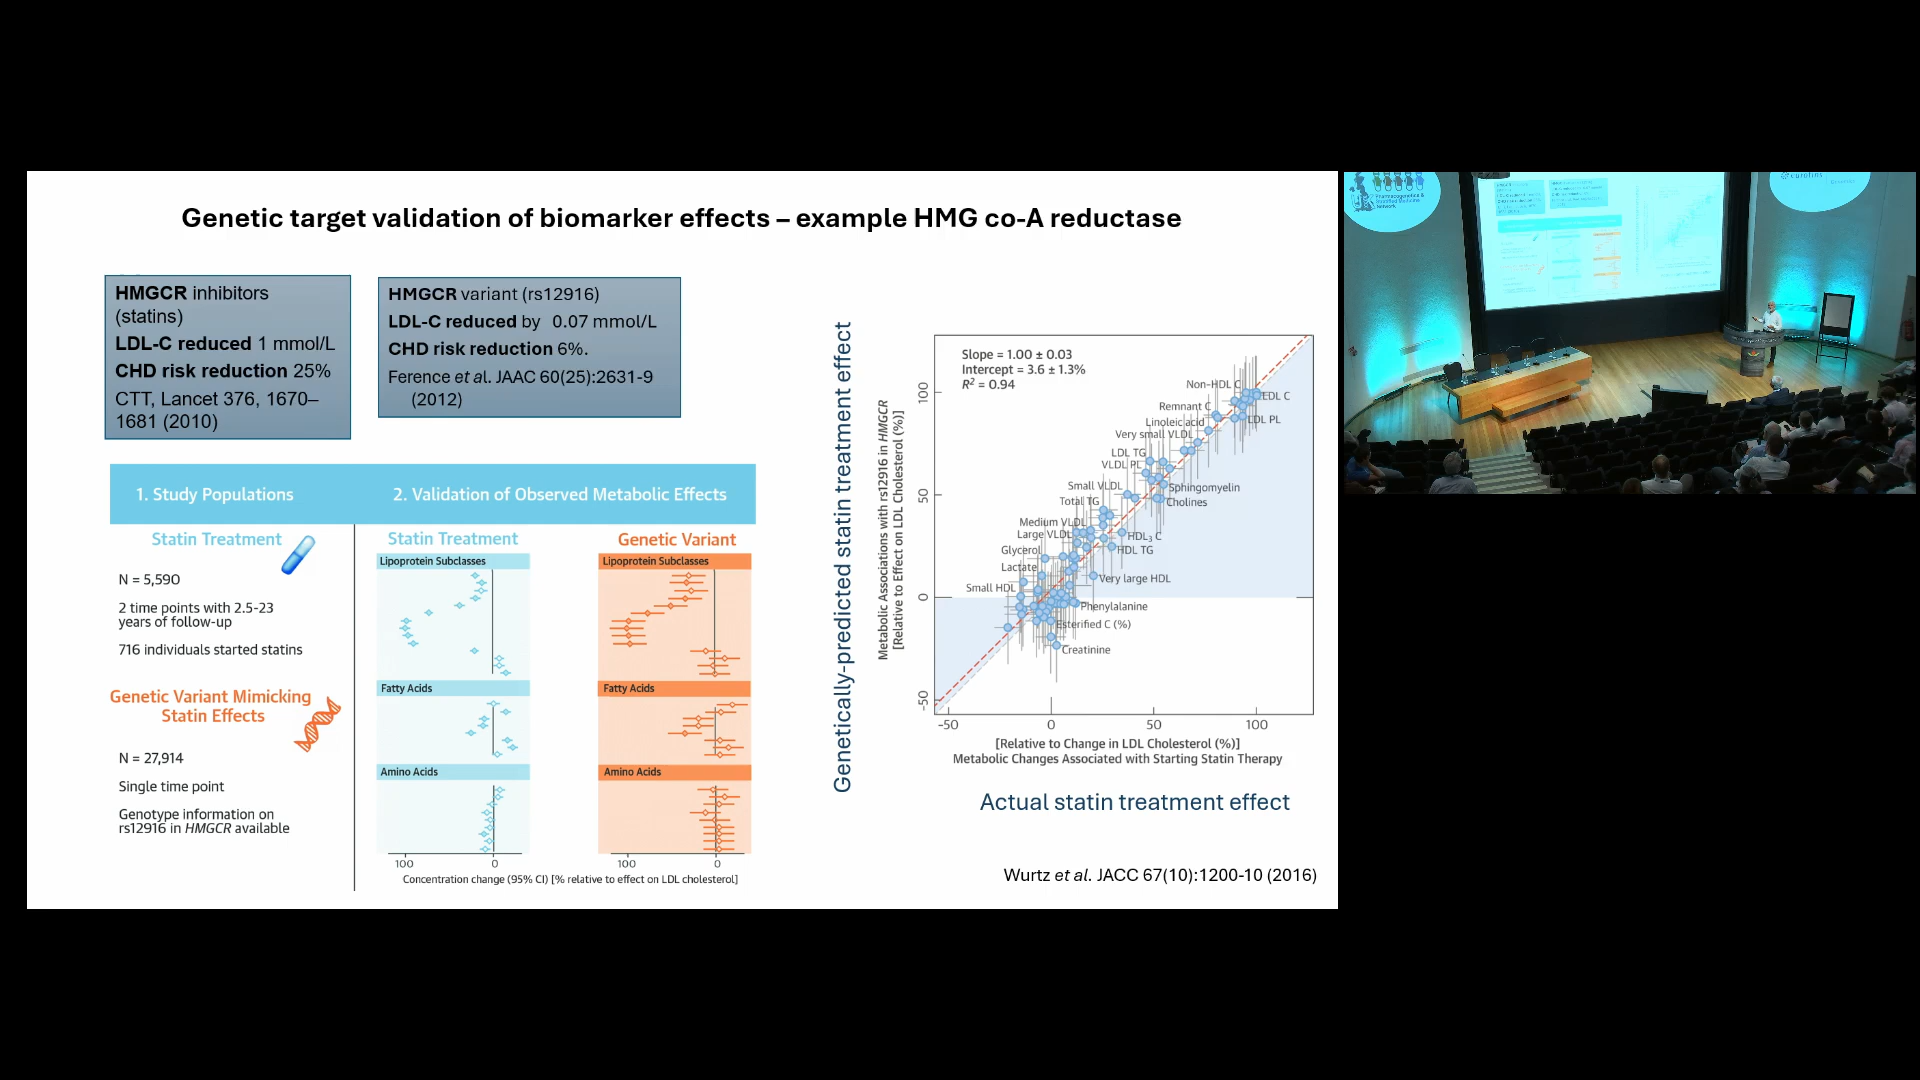 Genetic target validation of biomarker effects – example HMG co-A reductase
HMGCR inhibitors
(statins)
LDL-C reduced 1 mmol/L
CHD risk reduction 25%
CTT, Lancet 376, 1670–
1681 (2010)
HMGCR variant (rs12916)
LDL-C reduced by 0.07 mmol/L
CHD risk reduction 6%.
Ference et al. JAAC 60(25):2631-9
(2012)
1. Study Populations
2. Validation of Observed Metabolic Effects
Statin Treatment
N = 5,590
2 time points with 2.5-23
years of follow-up
716 individuals started statins
Genetic Variant Mimicking
Statin Effects
N = 27,914
Single time point
Genotype information on
rs12916 in HMGCR available
Statin Treatment
Lipoprotein Subclasses
Fatty Acids
Amino Acids
100 0
Genetic Variant
Lipoprotein Subclasses
Fatty Acids
Amino Acids
100 0
Concentration change (95% CI) [% relative to effect on LDL cholesterol]
Genetically-predicted statin treatment effect
Metabolic Associations with rs12916 in HMGCR
[Relative to Effect on LDL Cholesterol (%)]
Slope = 1.00 ± 0.03
Intercept = 3.6 ± 1.3%
R² = 0.94
100
50
0
-50
Non-HDL C
LDL C
Remnant C
LDL PL
Linoleic acid
Very small VLDL
LDL TG
VLDL PL
Small VLDL
Sphingomyelin
Total TG
Cholines
Medium VLDL
Large VLDL
HDL₃ C
Glycerol
HDL TG
Lactate
Very large HDL
Small HDL
Phenylalanine
Esterified C (%)
Creatinine
-50 0 50 100
[Relative to Change in LDL Cholesterol (%)]
Metabolic Changes Associated with Starting Statin Therapy
Actual statin treatment effect
Wurtz et al. JACC 67(10):1200-10 (2016)
Pharmacogenetics &
Stratified Medicine
Network
eurofins